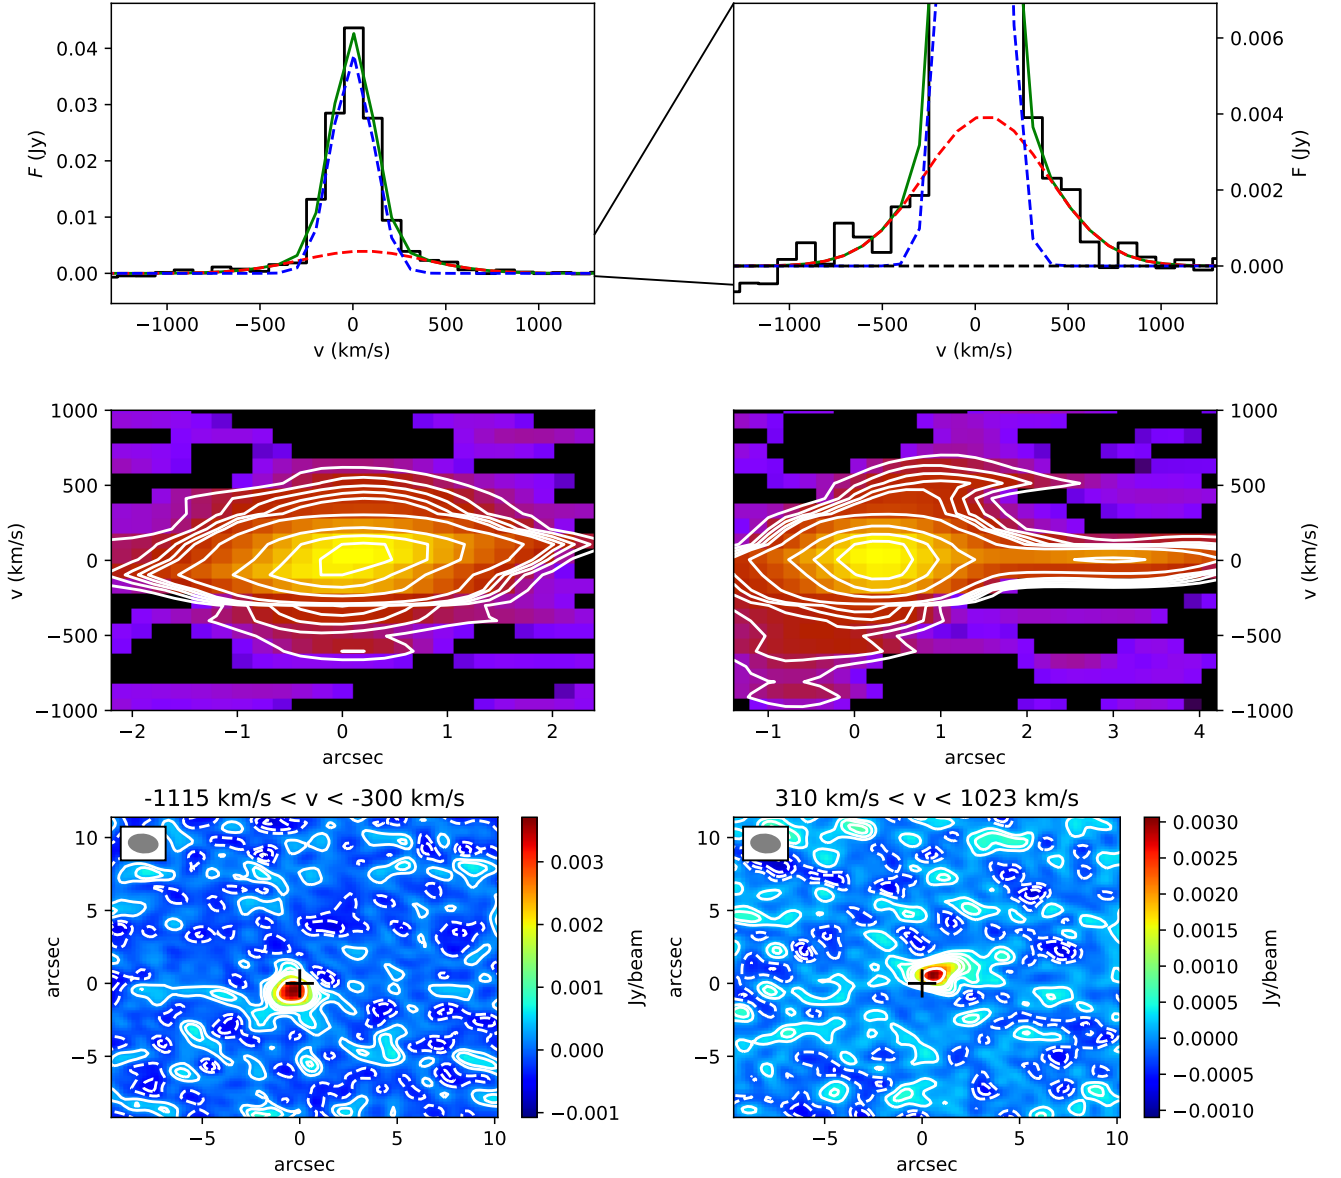 0.04
0.03
0.02
0.01
0.00
F (Jy)
−1000 −500 0 500 1000
v (km/s)
0.006
0.004
0.002
0.000
F (Jy)
−1000 −500 0 500 1000
v (km/s)
1000
500
0
−500
−1000
v (km/s)
−2 −1 0 1 2
arcsec
1000
500
0
−500
−1000
v (km/s)
−1 0 1 2 3 4
arcsec
-1115 km/s < v < -300 km/s
10
5
0
−5
arcsec
−5 0 5 10
arcsec
0.003
0.002
0.001
0.000
−0.001
Jy/beam
310 km/s < v < 1023 km/s
10
5
0
−5
arcsec
−5 0 5 10
arcsec
0.0030
0.0025
0.0020
0.0015
0.0010
0.0005
0.0000
−0.0005
−0.0010
Jy/beam